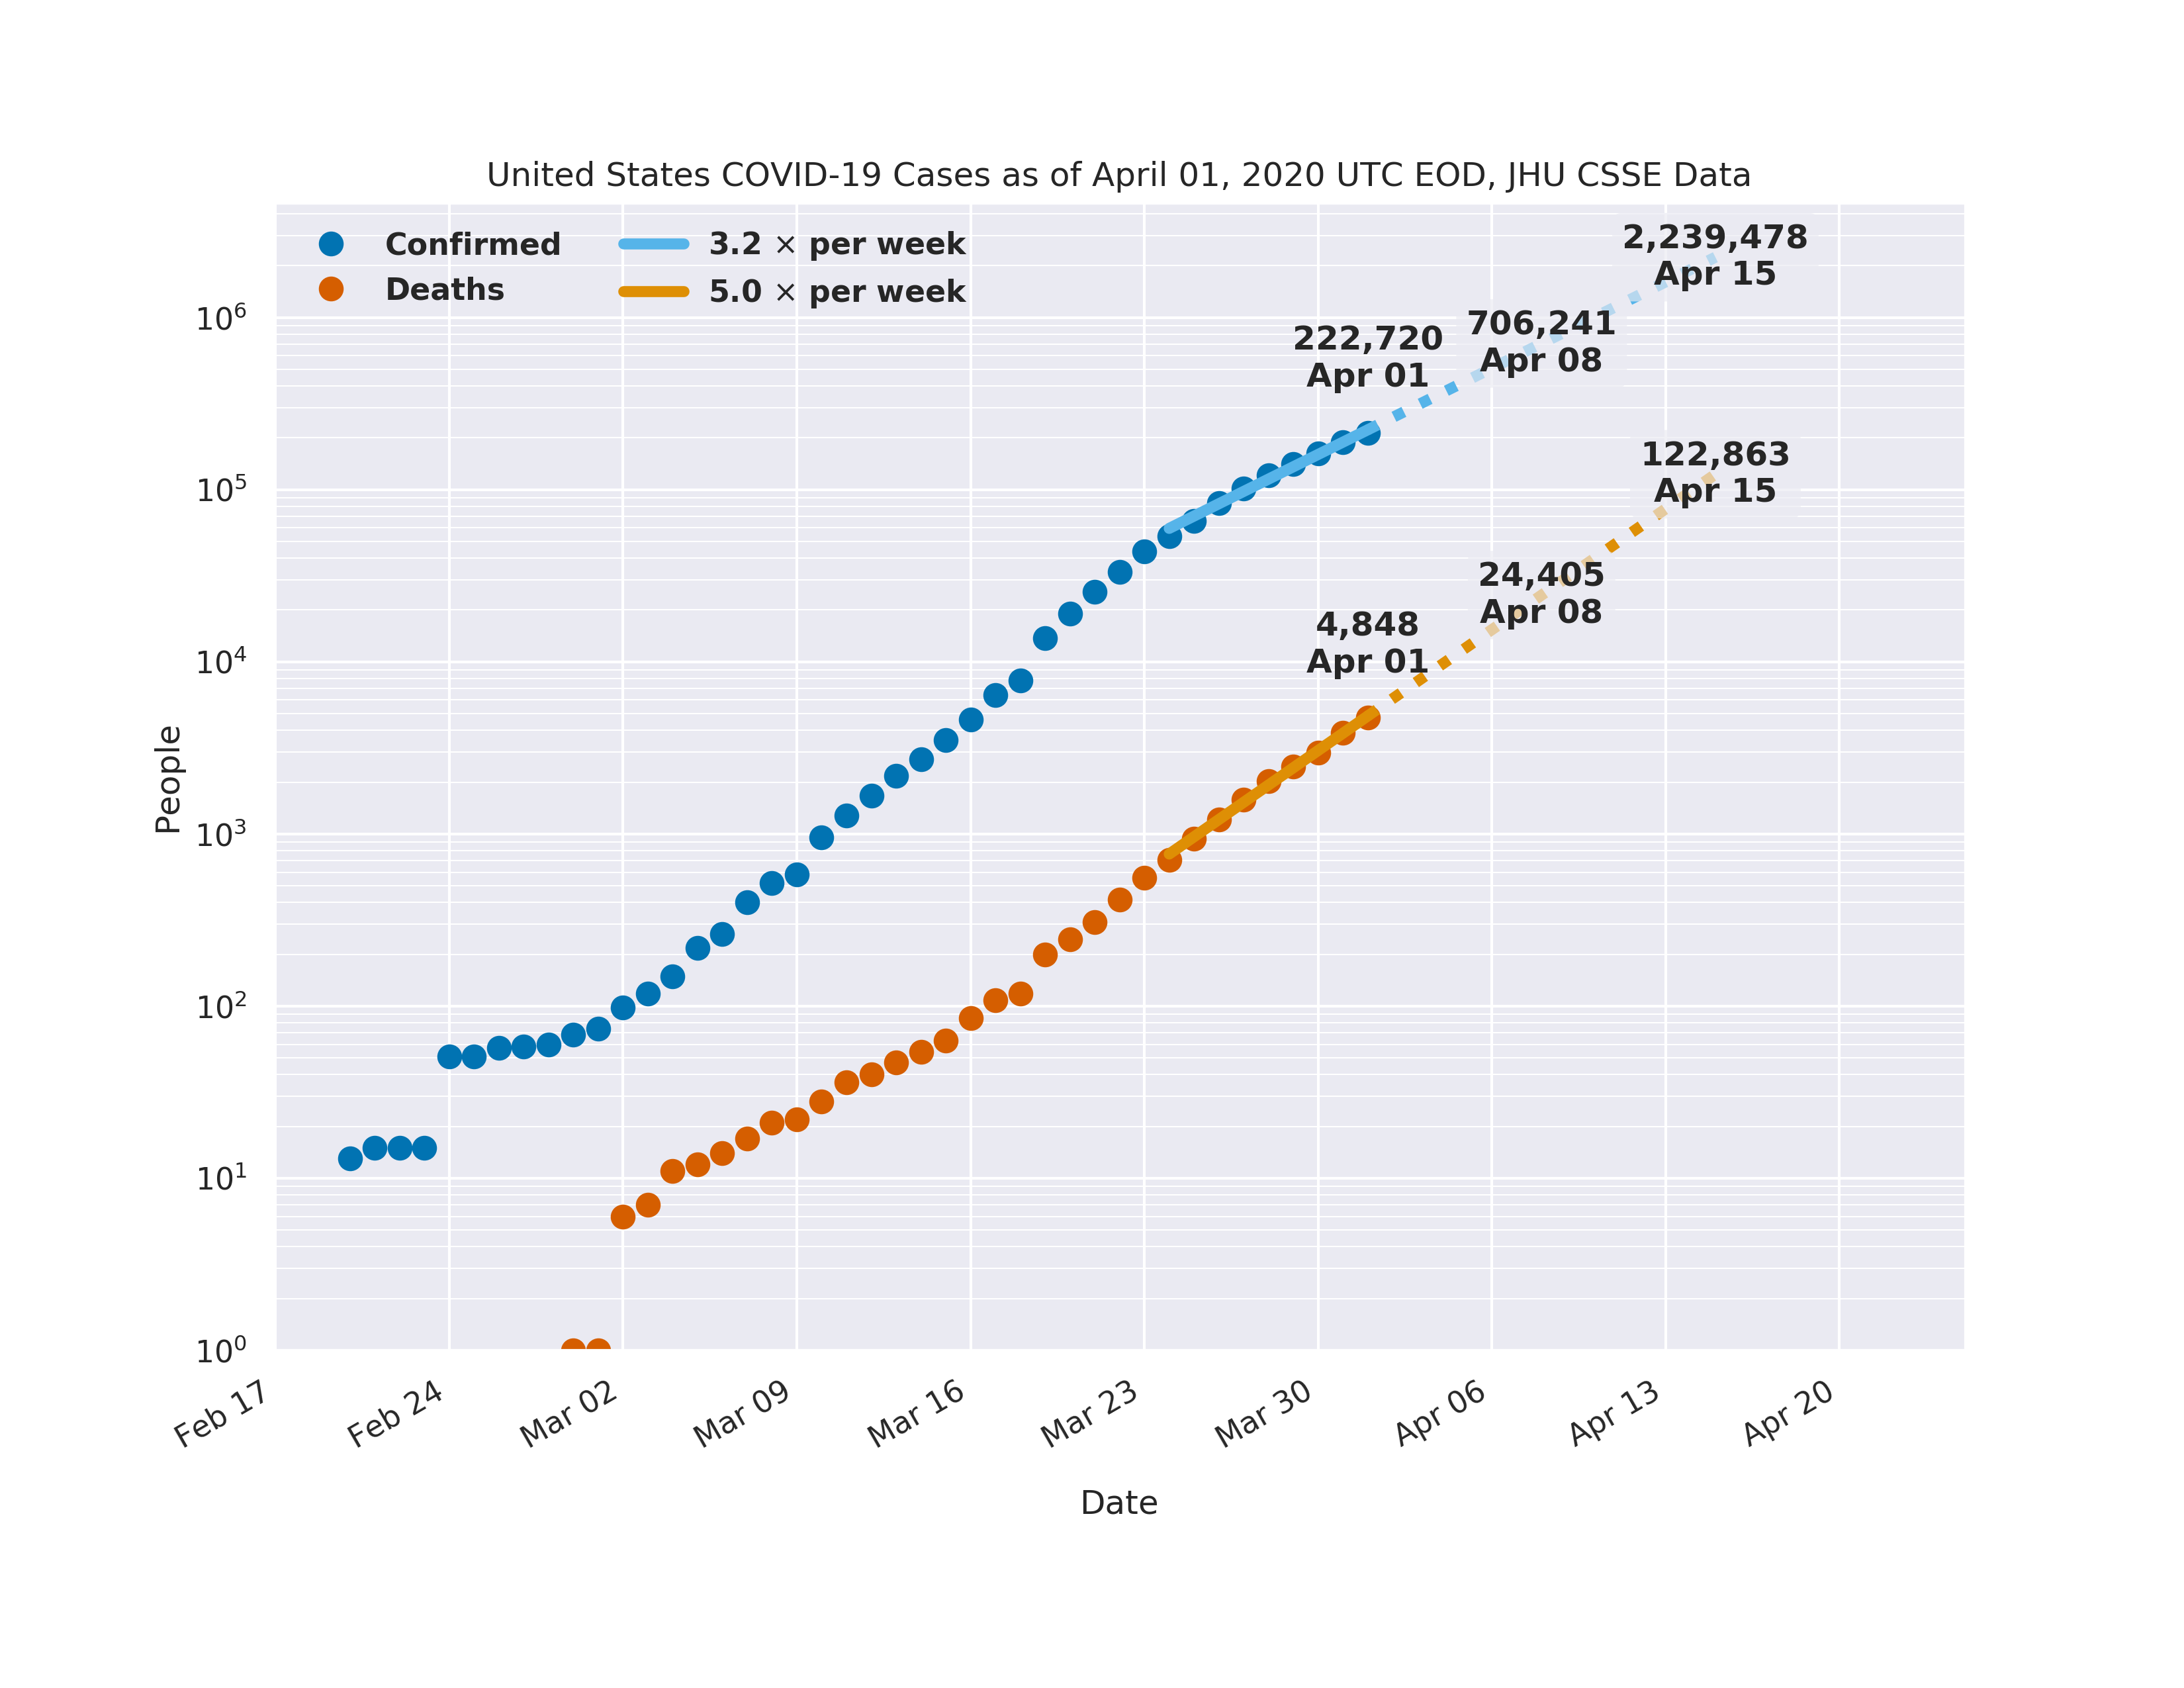 United States COVID-19 Cases as of April 01, 2020 UTC EOD, JHU CSSE Data
Confirmed
Deaths
3.2 × per week
5.0 × per week
2,239,478
Apr 15
706,241
Apr 08
222,720
Apr 01
122,863
Apr 15
24,405
Apr 08
4,848
Apr 01
People
10⁶
10⁵
10⁴
10³
10²
10¹
10⁰
Feb 17
Feb 24
Mar 02
Mar 09
Mar 16
Mar 23
Mar 30
Apr 06
Apr 13
Apr 20
Date